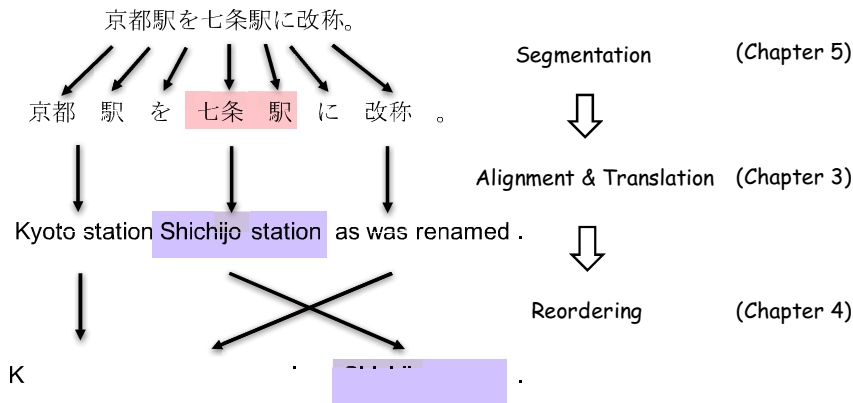 京都駅を七条駅に改称。
Segmentation (Chapter 5)
京都 駅 を 七条 駅 に 改称 。
Alignment & Translation (Chapter 3)
Kyoto station Shichijo station as was renamed .
Reordering (Chapter 4)
K .